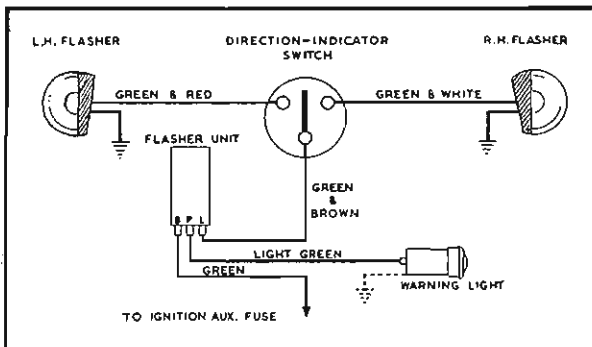 L.H. FLASHER
DIRECTION-INDICATOR
SWITCH
R.H. FLASHER
GREEN & RED
GREEN & WHITE
FLASHER UNIT
GREEN
&
BROWN
B P L
LIGHT GREEN
GREEN
WARNING LIGHT
TO IGNITION AUX. FUSE